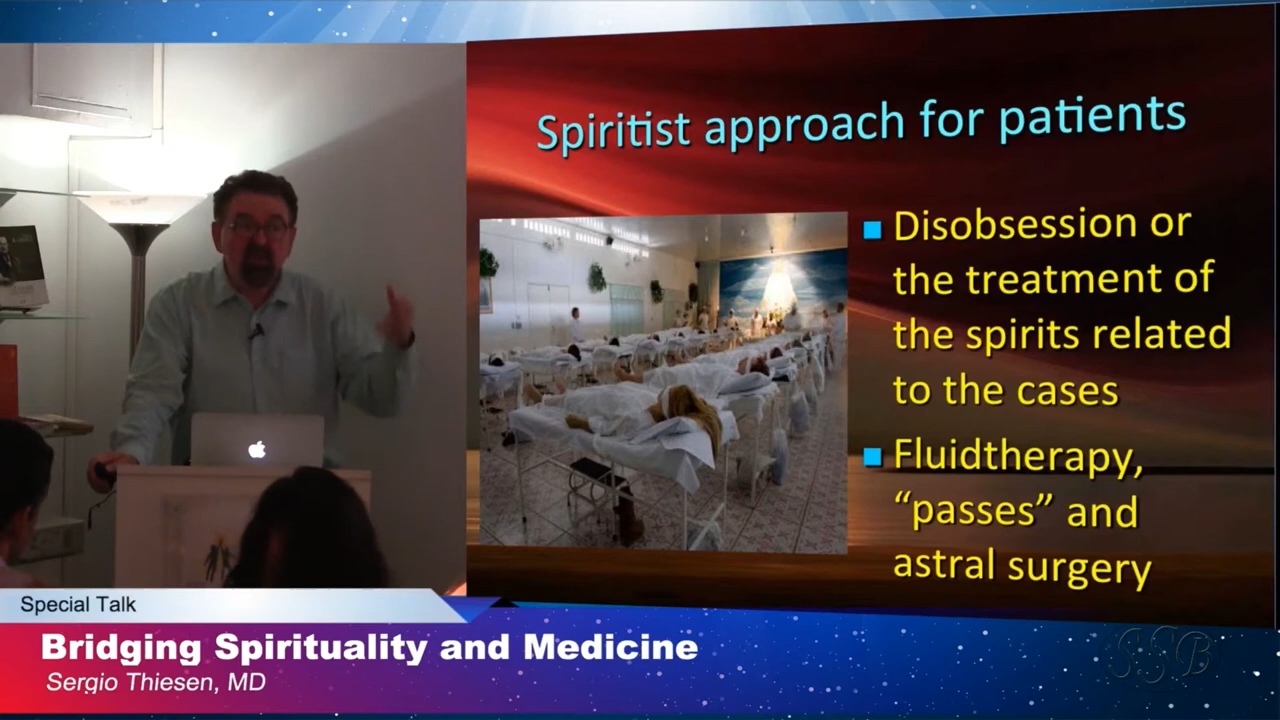 Spiritist approach for patients
Disobsession or
the treatment of
the spirits related
to the cases
Fluidtherapy,
“passes” and
astral surgery
Special Talk
Bridging Spirituality and Medicine
Sergio Thiesen, MD
SSB